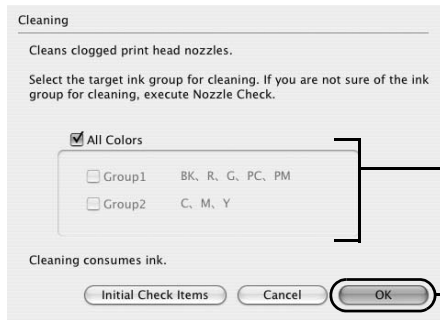 Cleaning
Cleans clogged print head nozzles.
Select the target ink group for cleaning. If you are not sure of the ink
group for cleaning, execute Nozzle Check.
All Colors
Group1 BK、R、G、PC、PM
Group2 C、M、Y
Cleaning consumes ink.
Initial Check Items Cancel OK